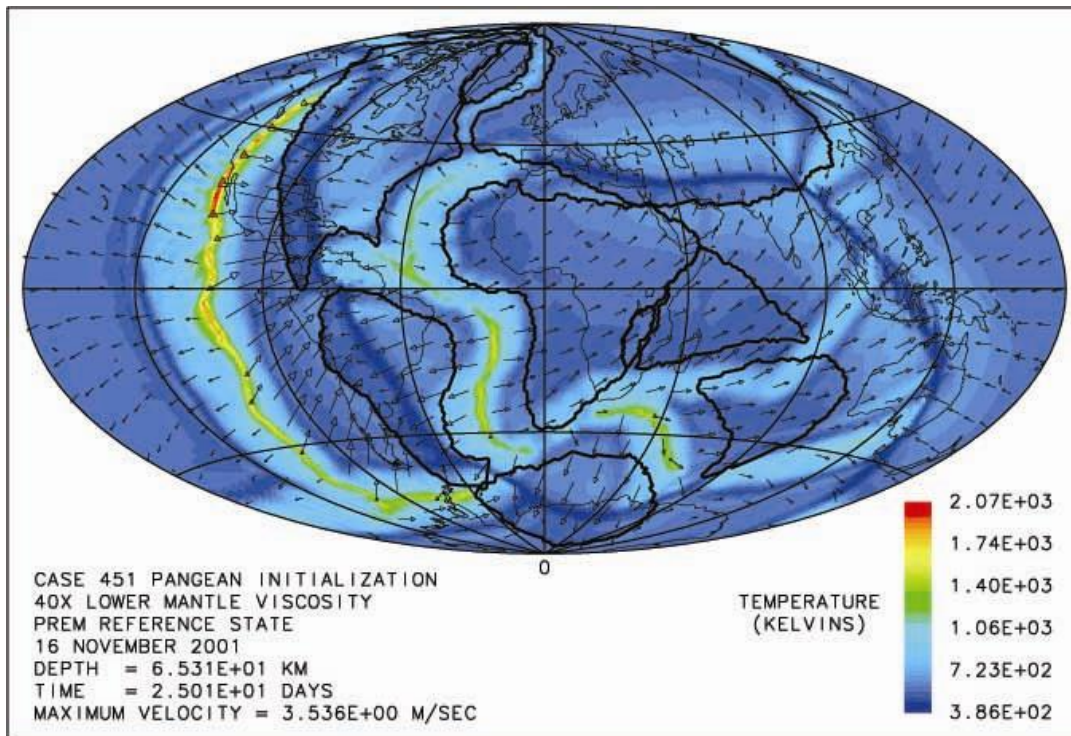 0
CASE 451 PANGEAN INITIALIZATION
40X LOWER MANTLE VISCOSITY
PREM REFERENCE STATE
16 NOVEMBER 2001
DEPTH = 6.531E+01 KM
TIME = 2.501E+01 DAYS
MAXIMUM VELOCITY = 3.536E+00 M/SEC
TEMPERATURE
(KELVINS)
2.07E+03
1.74E+03
1.40E+03
1.06E+03
7.23E+02
3.86E+02